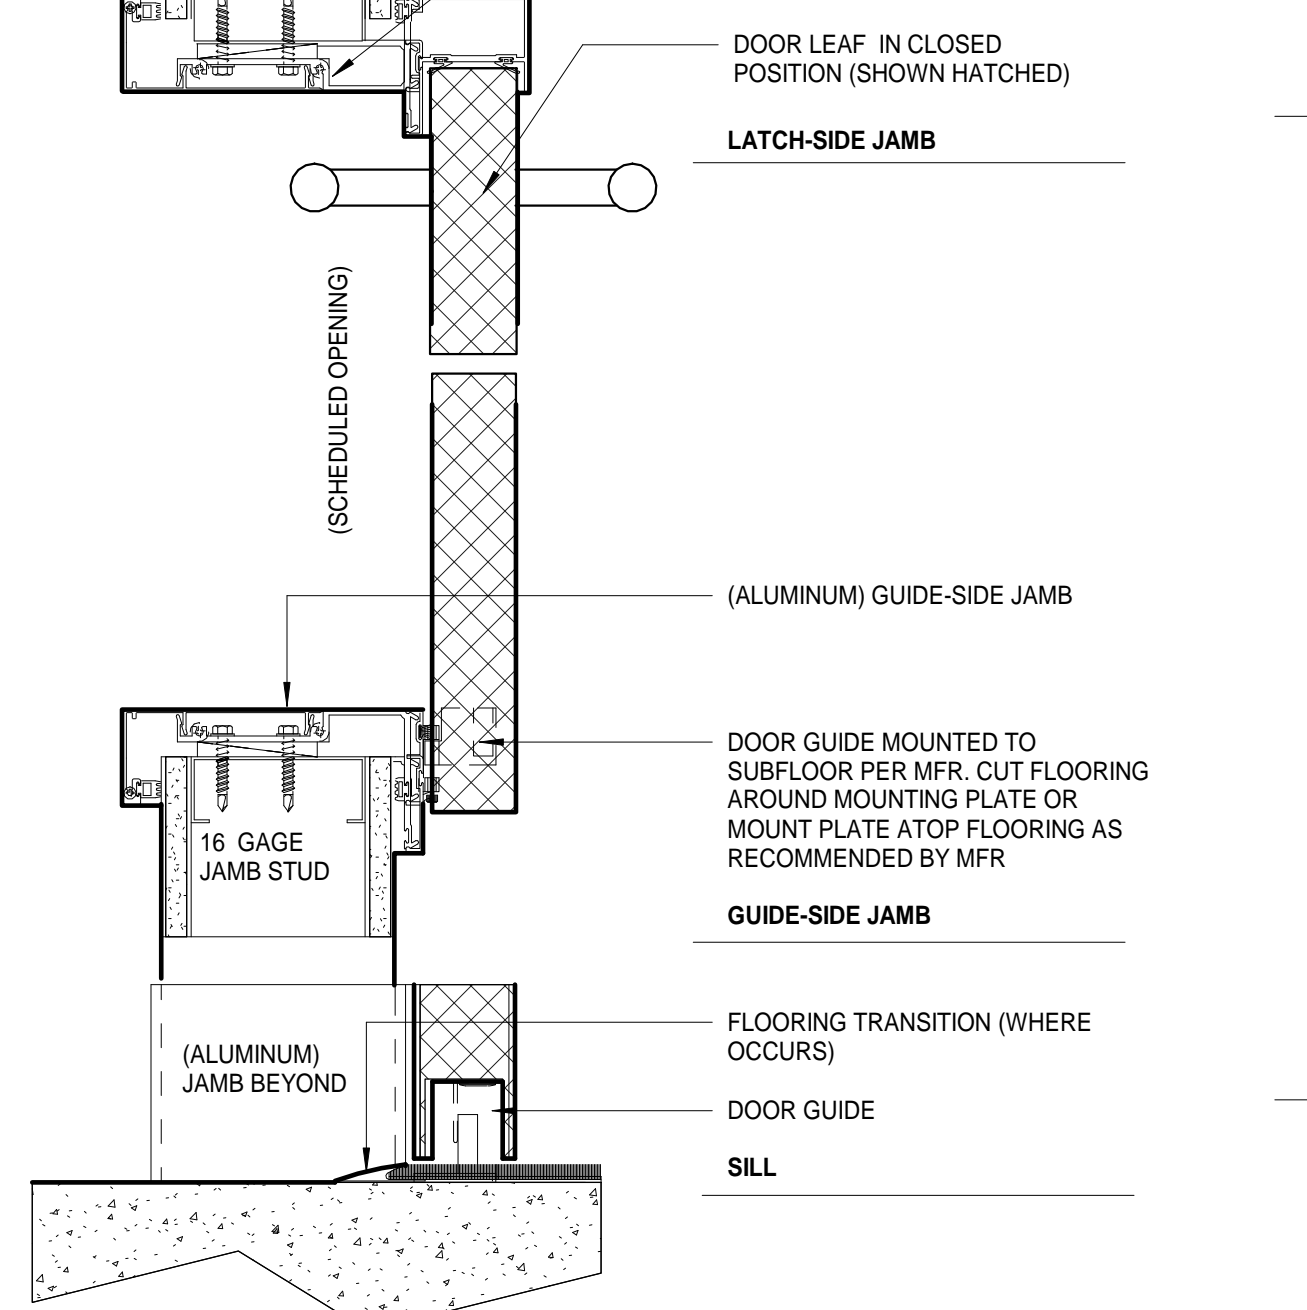 DOOR LEAF IN CLOSED
POSITION (SHOWN HATCHED)
LATCH-SIDE JAMB
(SCHEDULED OPENING)
(ALUMINUM) GUIDE-SIDE JAMB
DOOR GUIDE MOUNTED TO
SUBFLOOR PER MFR. CUT FLOORING
AROUND MOUNTING PLATE OR
MOUNT PLATE ATOP FLOORING AS
RECOMMENDED BY MFR
16 GAGE
JAMB STUD
GUIDE-SIDE JAMB
FLOORING TRANSITION (WHERE
OCCURS)
(ALUMINUM)
JAMB BEYOND
DOOR GUIDE
SILL